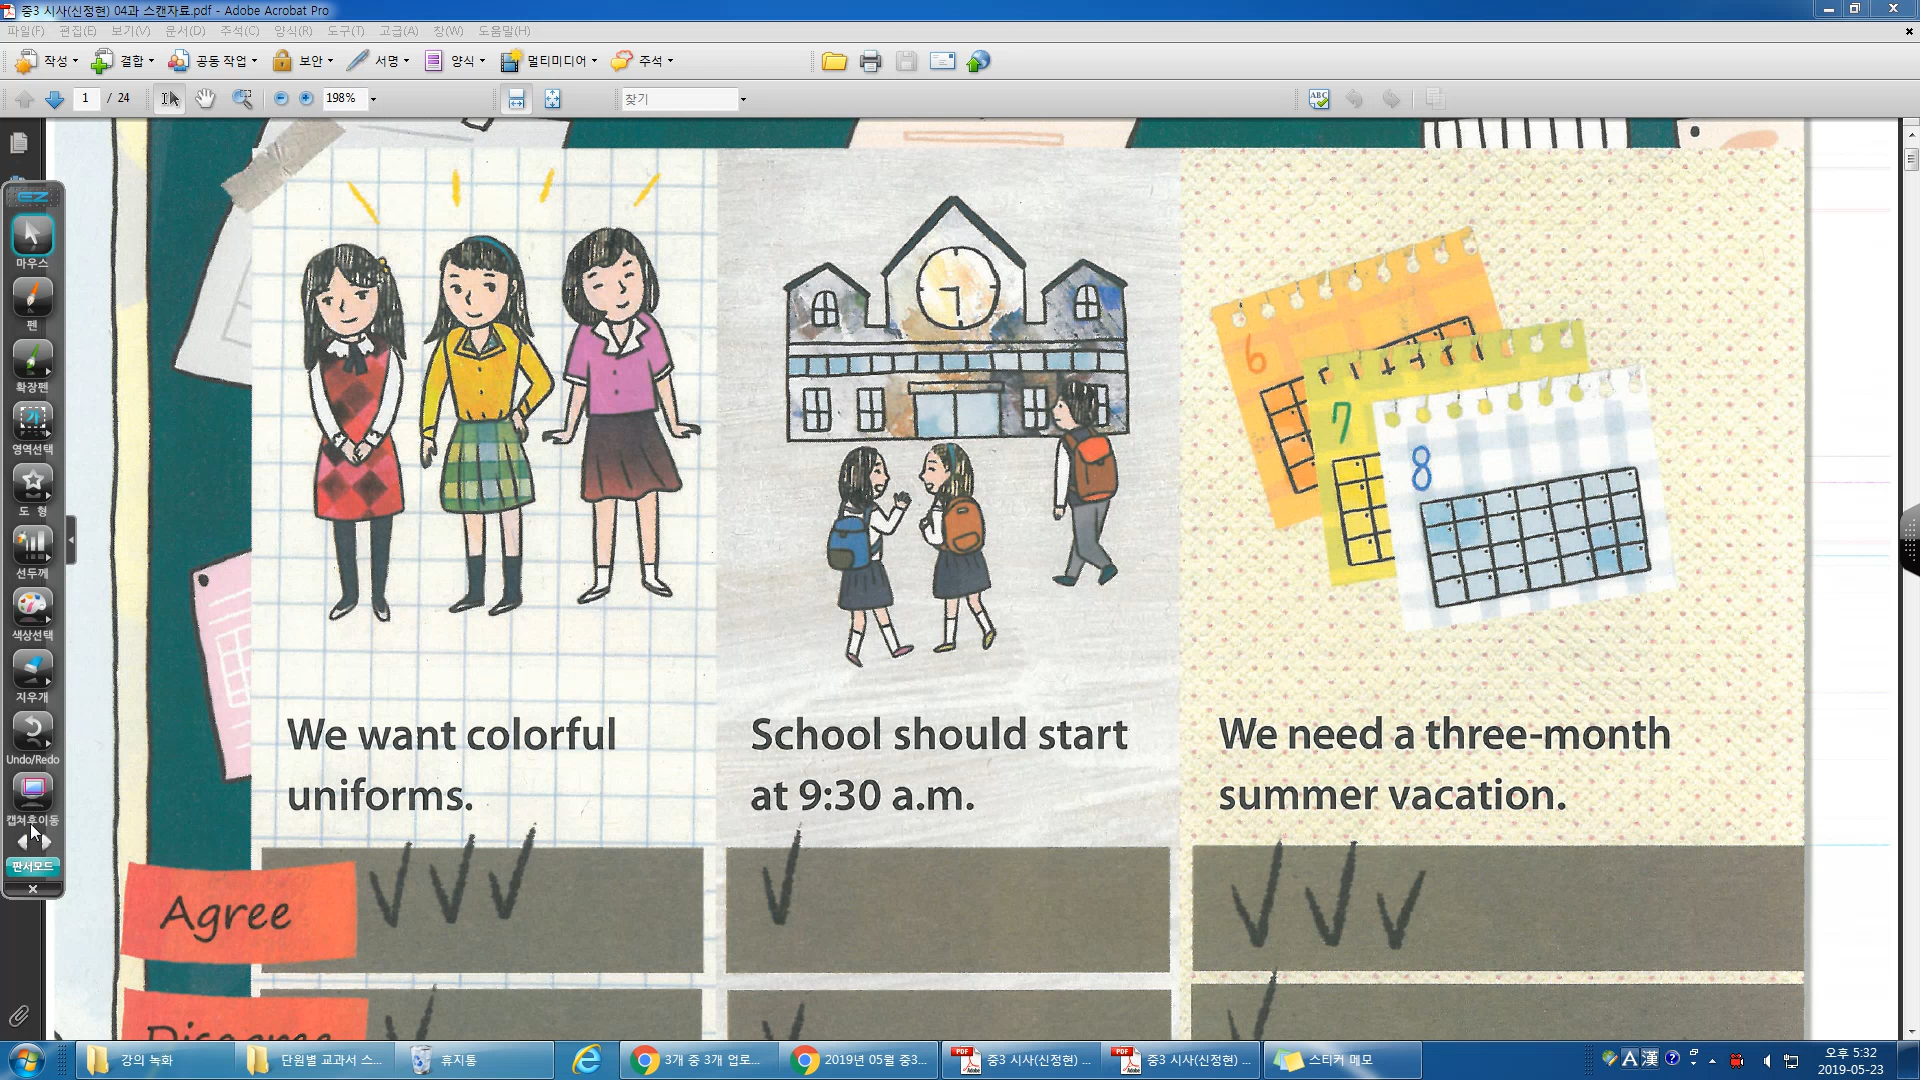 중3 시사(신정현) 04과 스캔자료.pdf - Adobe Acrobat Pro
파일(F) 편집(E) 보기(V) 문서(D) 주석(C) 양식(R) 도구(T) 고급(A) 창(W) 도움말(H)
작성 결합 공동 작업 보안 서명 양식 멀티미디어 주석
1 / 24 198% 찾기
EZ
마우스
펜
확장펜
영역선택
도 형
선두께
색상선택
지우개
Undo/Redo
캡쳐후이동
판서모드
6
7
8
We want colorful
uniforms.
School should start
at 9:30 a.m.
We need a three-month
summer vacation.
Agree
Disagree
강의 녹화
단원별 교과서 스...
휴지통
3개 중 3개 업로...
2019년 05월 중3...
중3 시사(신정현) ...
중3 시사(신정현) ...
스티커 메모
A 漢
오후 5:32
2019-05-23